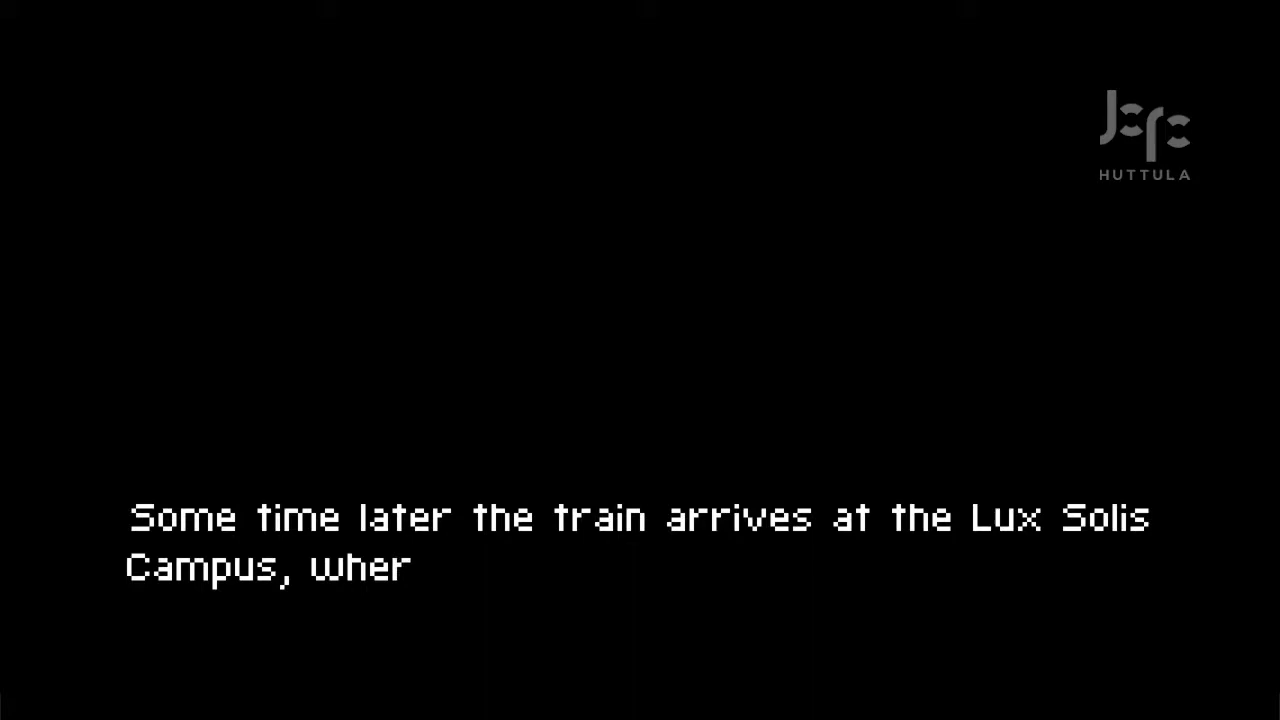 HUTTULA
Some time later the train arrives at the Lux Solis
Campus, wher